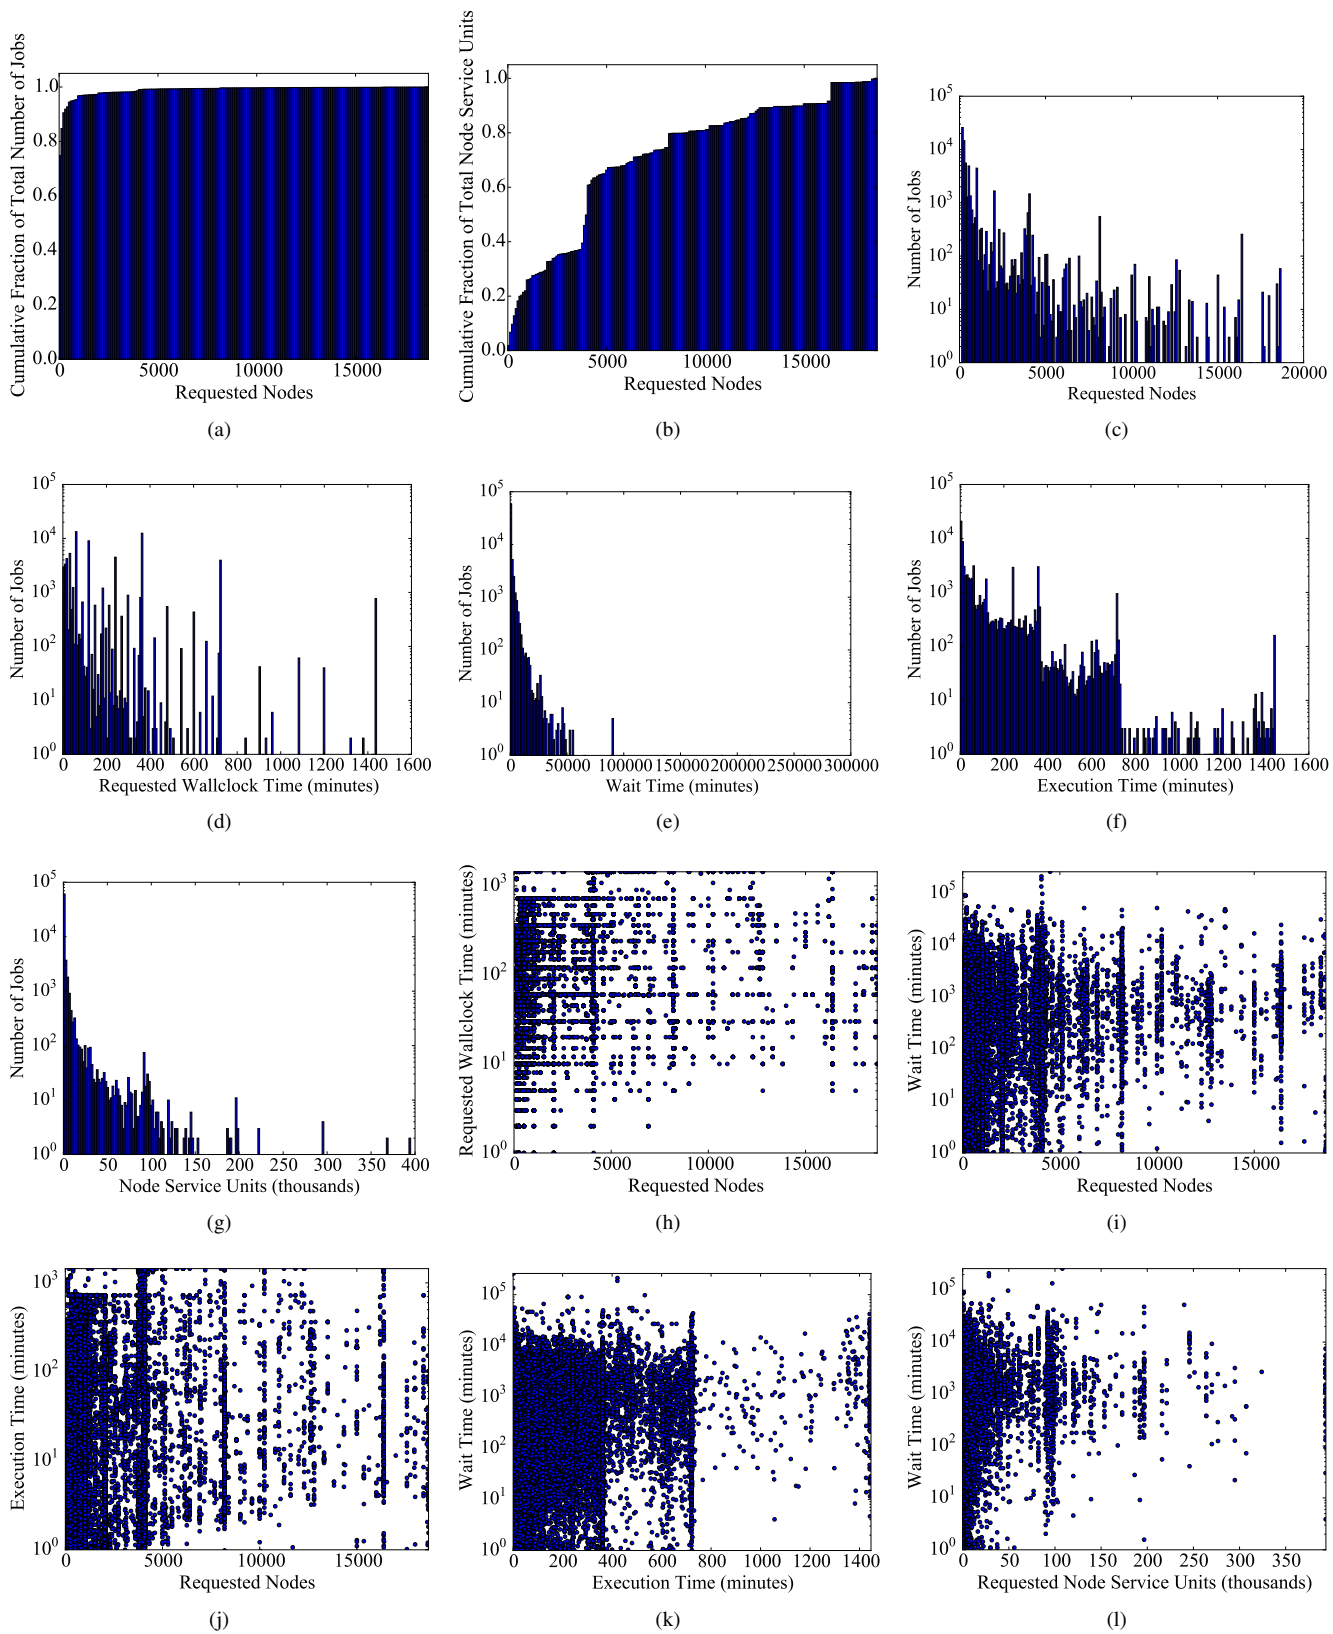 Cumulative Fraction of Total Number of Jobs
1.0
0.8
0.6
0.4
0.2
0.0
5000 10000 15000
Requested Nodes
(a)
Cumulative Fraction of Total Node Service Units
1.0
0.8
0.6
0.4
0.2
0.0
0 5000 10000 15000
Requested Nodes
(b)
Number of Jobs
10^5
10^4
10^3
10^2
10^1
10^0
0 5000 10000 15000 20000
Requested Nodes
(c)
Number of Jobs
10^5
10^4
10^3
10^2
10^1
10^0
0 200 400 600 800 1000 1200 1400 1600
Requested Wallclock Time (minutes)
(d)
Number of Jobs
10^5
10^4
10^3
10^2
10^1
10^0
0 50000 100000 150000 200000 250000 300000
Wait Time (minutes)
(e)
Number of Jobs
10^5
10^4
10^3
10^2
10^1
10^0
0 200 400 600 800 1000 1200 1400 1600
Execution Time (minutes)
(f)
Number of Jobs
10^5
10^4
10^3
10^2
10^1
10^0
0 50 100 150 200 250 300 350 400
Node Service Units (thousands)
(g)
Requested Wallclock Time (minutes)
10^3
10^2
10^1
10^0
0 5000 10000 15000
Requested Nodes
(h)
Wait Time (minutes)
10^5
10^4
10^3
10^2
10^1
10^0
0 5000 10000 15000
Requested Nodes
(i)
Execution Time (minutes)
10^3
10^2
10^1
10^0
0 5000 10000 15000
Requested Nodes
(j)
Wait Time (minutes)
10^5
10^4
10^3
10^2
10^1
10^0
0 200 400 600 800 1000 1200 1400
Execution Time (minutes)
(k)
Wait Time (minutes)
10^5
10^4
10^3
10^2
10^1
10^0
0 50 100 150 200 250 300 350
Requested Node Service Units (thousands)
(l)